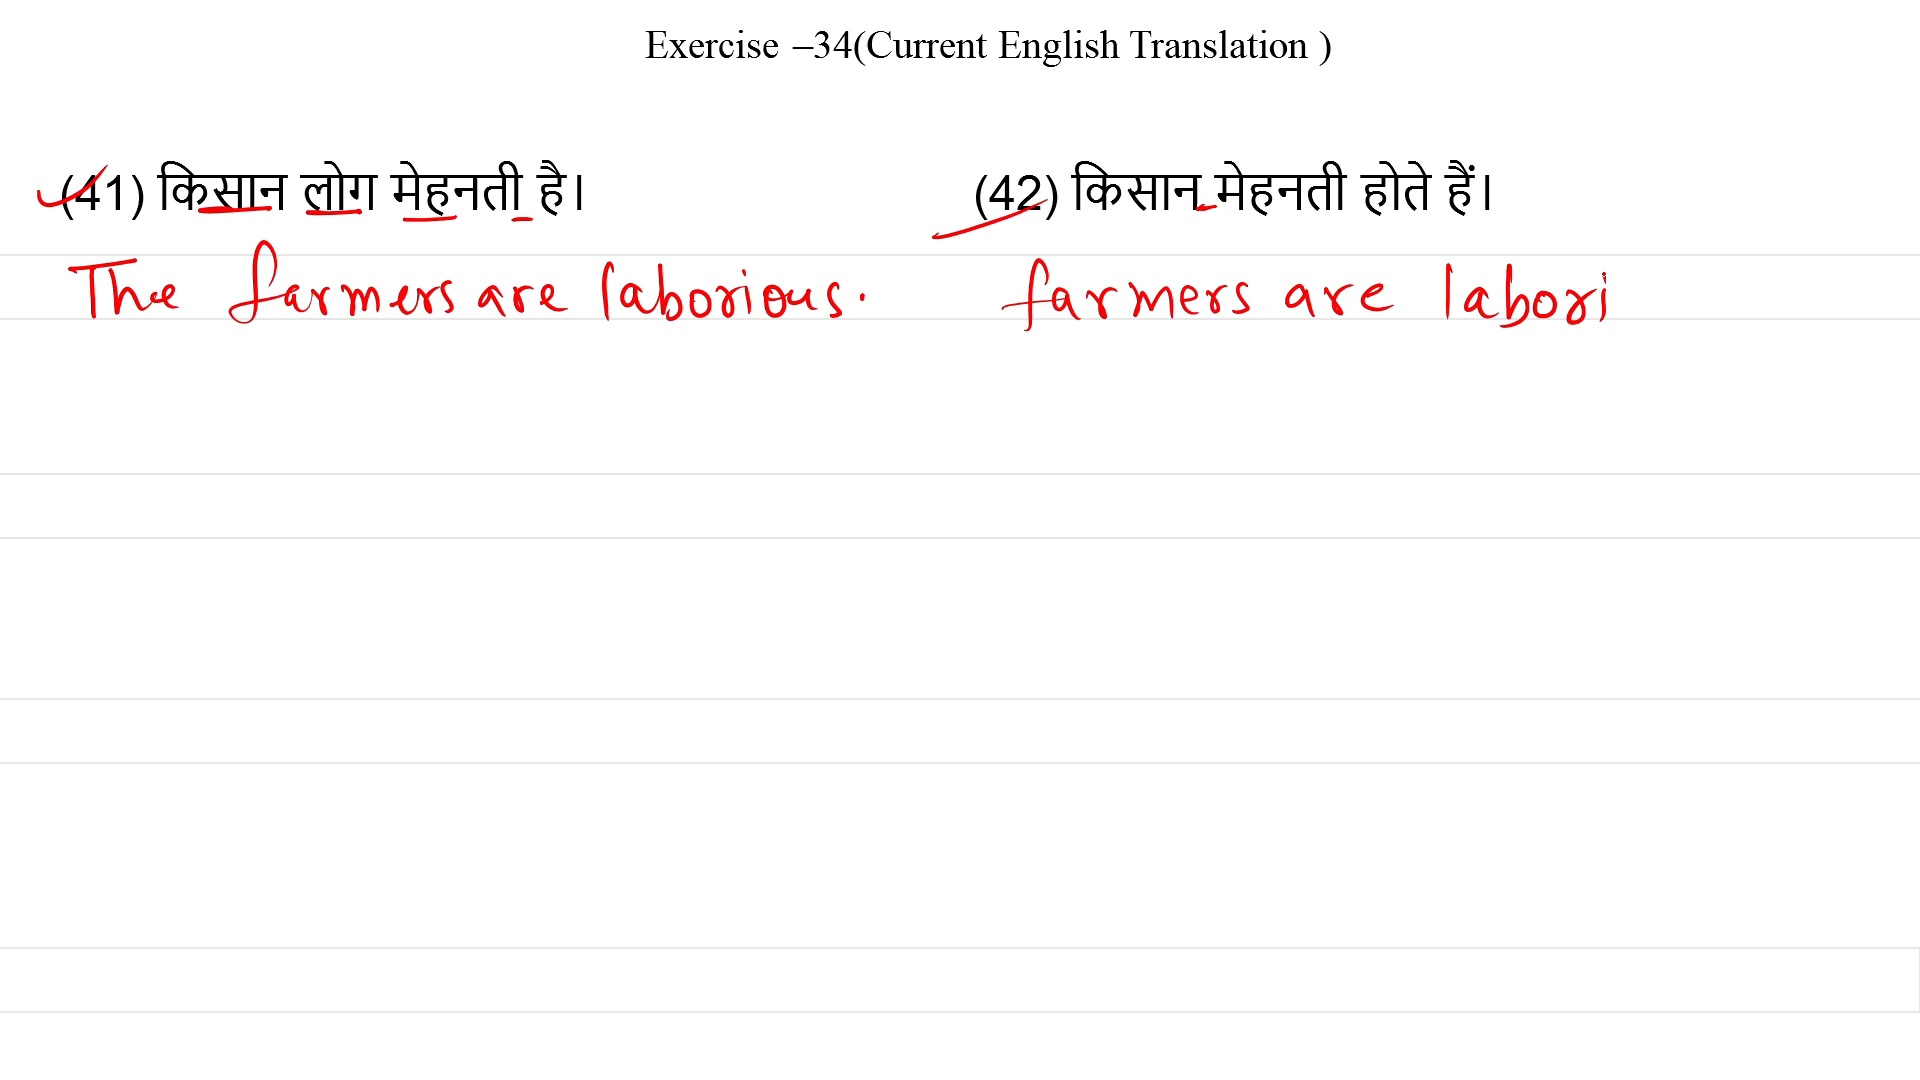 Exercise –34(Current English Translation )
(41) किसान लोग मेहनती है। (42) किसान मेहनती होते हैं।
The farmers are laborious. farmers are labori